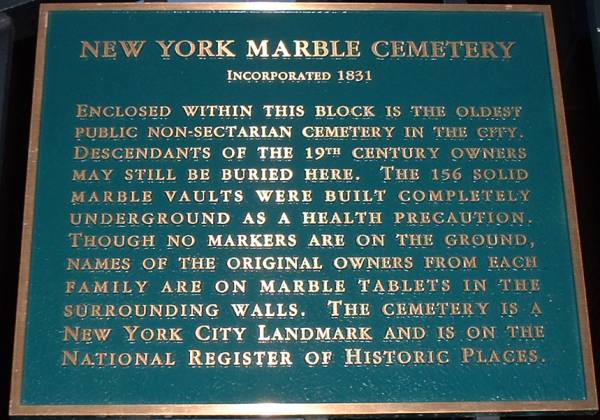 NEW YORK MARBLE CEMETERY
INCORPORATED 1831
ENCLOSED WITHIN THIS BLOCK IS THE OLDEST
PUBLIC NON-SECTARIAN CEMETERY IN THE CITY.
DESCENDANTS OF THE 19TH CENTURY OWNERS
MAY STILL BE BURIED HERE. THE 156 SOLID
MARBLE VAULTS WERE BUILT COMPLETELY
UNDERGROUND AS A HEALTH PRECAUTION.
THOUGH NO MARKERS ARE ON THE GROUND,
NAMES OF THE ORIGINAL OWNERS FROM EACH
FAMILY ARE ON MARBLE TABLETS IN THE
SURROUNDING WALLS. THE CEMETERY IS A
NEW YORK CITY LANDMARK AND IS ON THE
NATIONAL REGISTER OF HISTORIC PLACES.